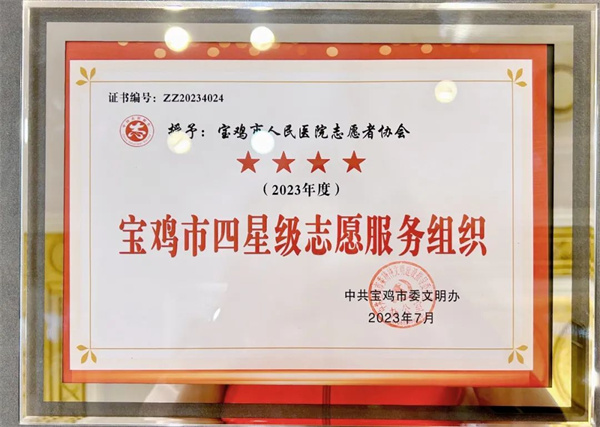 证书编号：ZZ20234024
授予：宝鸡市人民医院志愿者协会
★★★★
（2023年度）
宝鸡市四星级志愿服务组织
中共宝鸡市委文明办
2023年7月